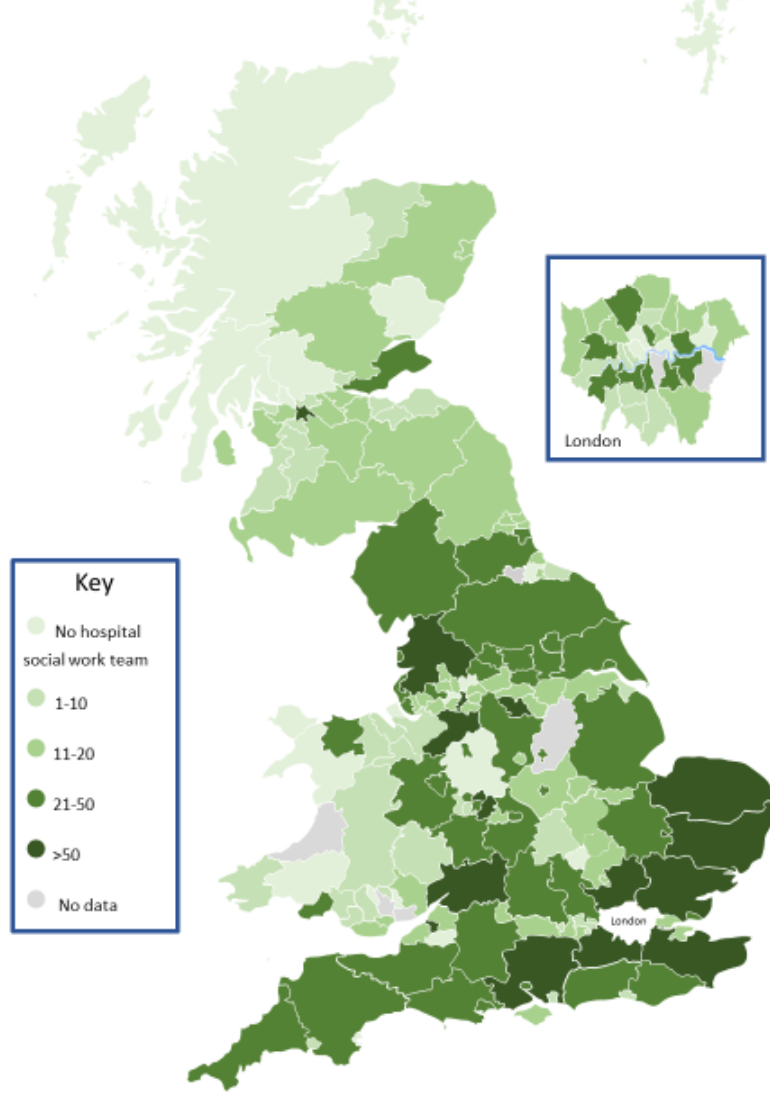 London
Key
No hospital
social work team
1-10
11-20
21-50
>50
No data
London